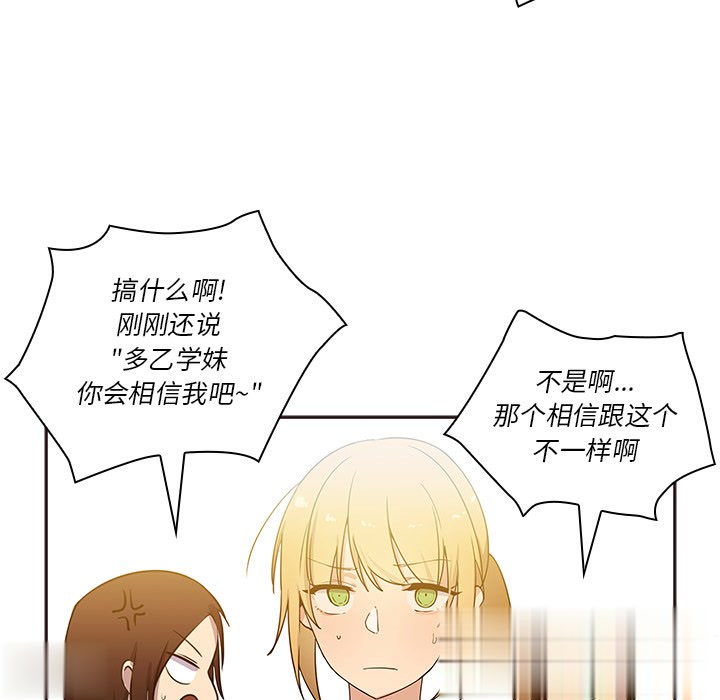 搞什么啊!
刚刚还说
"多乙学妹
你会相信我吧~"
不是啊...
那个相信跟这个
不一样啊